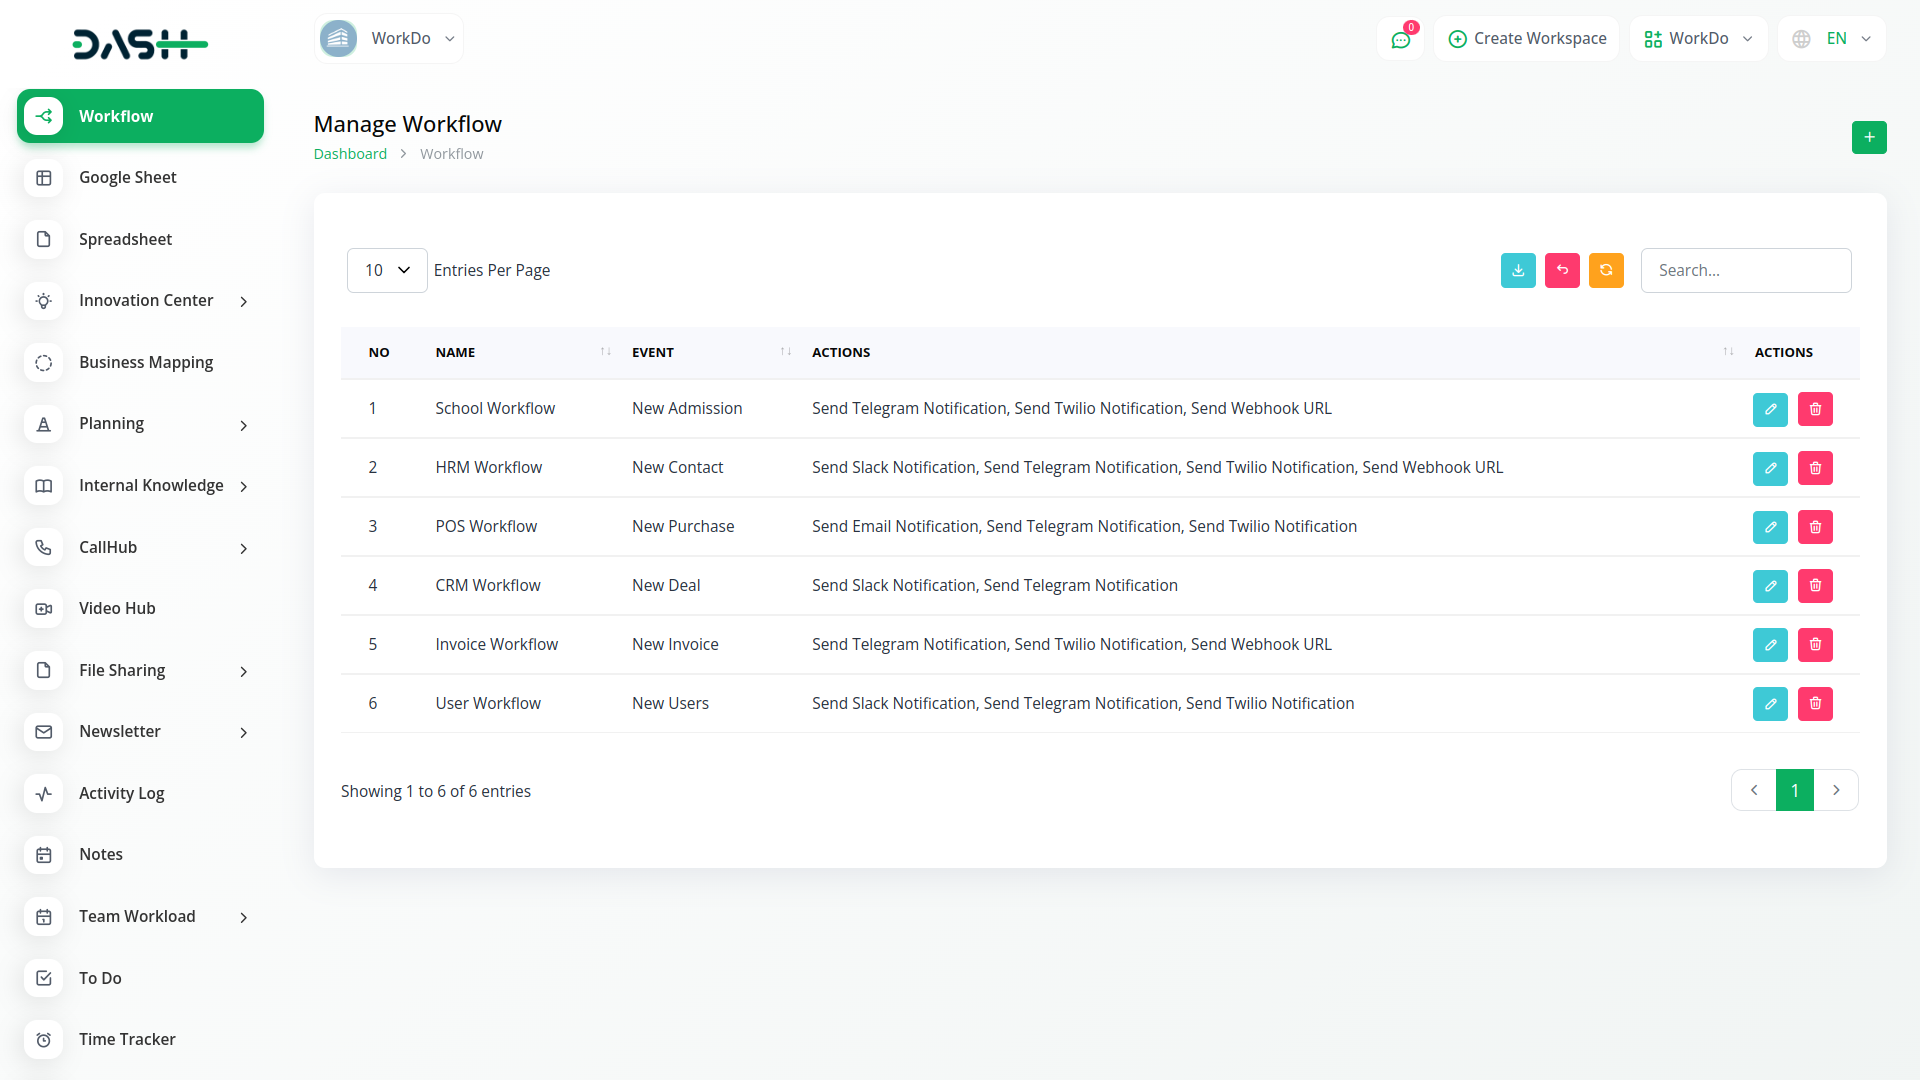 DASH
WorkDo
0
Create Workspace
WorkDo
EN
Workflow
Google Sheet
Spreadsheet
Innovation Center
Business Mapping
Planning
Internal Knowledge
CallHub
Video Hub
File Sharing
Newsletter
Activity Log
Notes
Team Workload
To Do
Time Tracker
Manage Workflow
Dashboard > Workflow
+
10 Entries Per Page
Search...
NO NAME EVENT ACTIONS ACTIONS
1 School Workflow New Admission Send Telegram Notification, Send Twilio Notification, Send Webhook URL
2 HRM Workflow New Contact Send Slack Notification, Send Telegram Notification, Send Twilio Notification, Send Webhook URL
3 POS Workflow New Purchase Send Email Notification, Send Telegram Notification, Send Twilio Notification
4 CRM Workflow New Deal Send Slack Notification, Send Telegram Notification
5 Invoice Workflow New Invoice Send Telegram Notification, Send Twilio Notification, Send Webhook URL
6 User Workflow New Users Send Slack Notification, Send Telegram Notification, Send Twilio Notification
Showing 1 to 6 of 6 entries
1